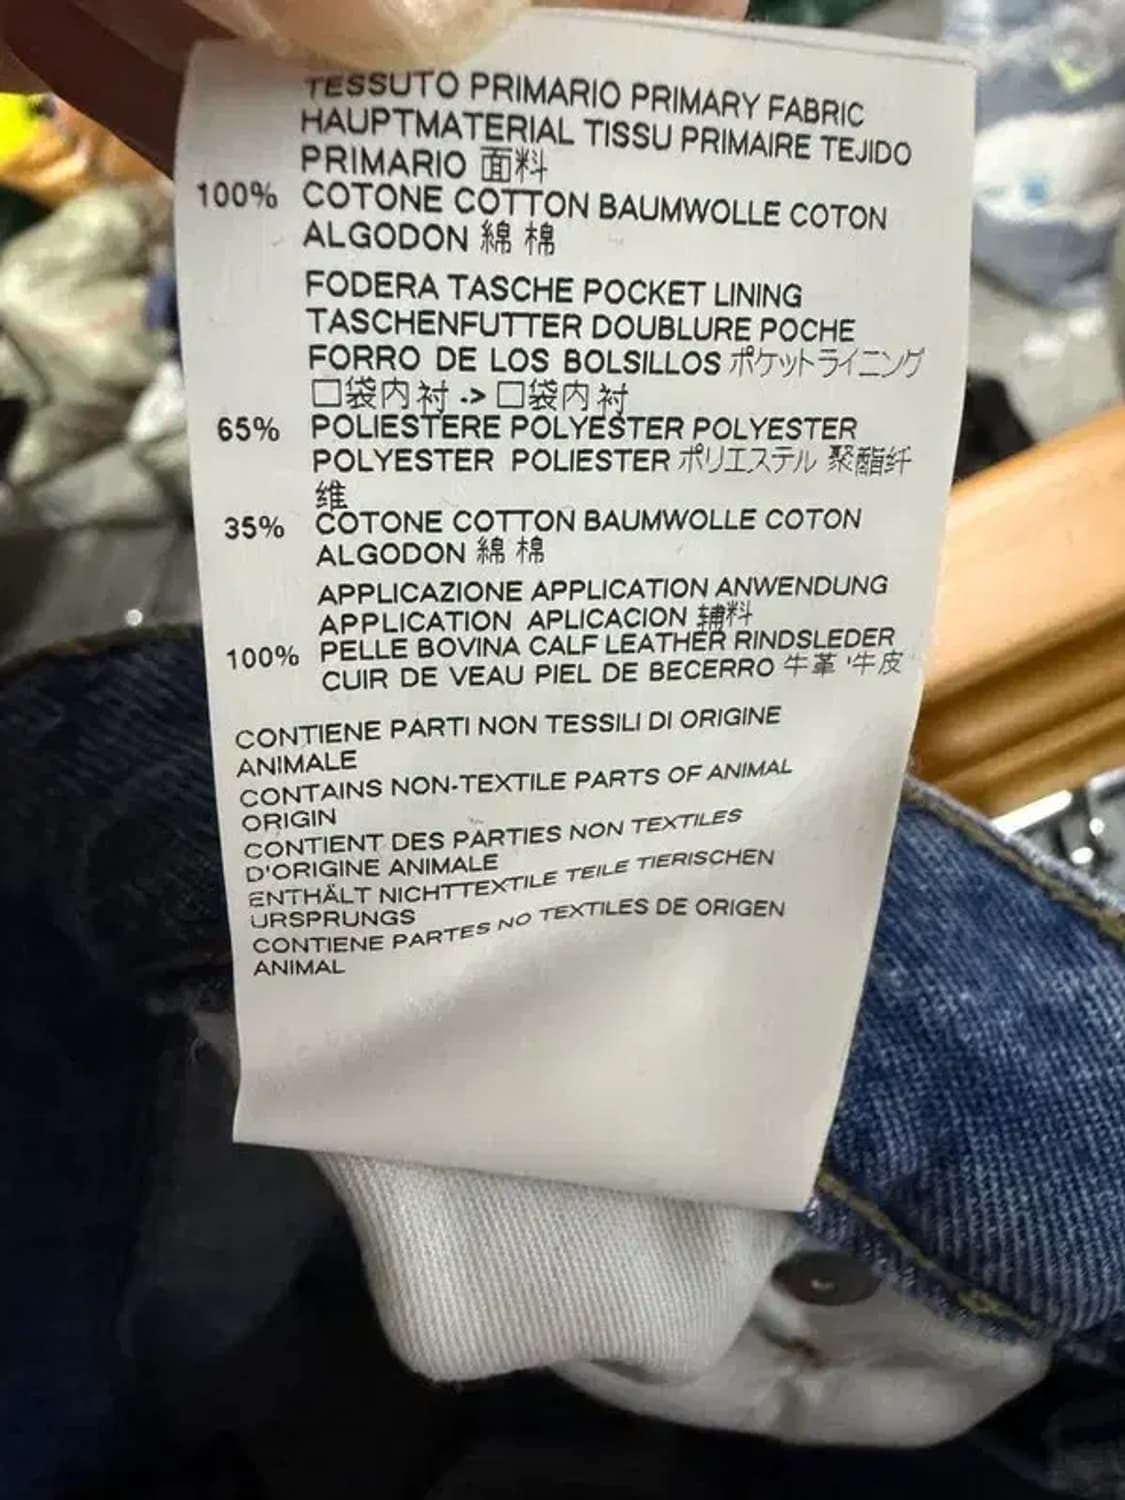 TESSUTO PRIMARIO PRIMARY FABRIC
HAUPTMATERIAL TISSU PRIMAIRE TEJIDO
PRIMARIO 面料
100% COTONE COTTON BAUMWOLLE COTON
ALGODON 綿 棉
FODERA TASCHE POCKET LINING
TASCHENFUTTER DOUBLURE POCHE
FORRO DE LOS BOLSILLOS ポケットライニング
口袋内衬 -> 口袋内衬
65% POLIESTERE POLYESTER POLYESTER
POLYESTER POLIESTER ポリエステル 聚酯纤
维
35% COTONE COTTON BAUMWOLLE COTON
ALGODON 綿 棉
APPLICAZIONE APPLICATION ANWENDUNG
APPLICATION APLICACION 辅料
100% PELLE BOVINA CALF LEATHER RINDSLEDER
CUIR DE VEAU PIEL DE BECERRO 牛革 '牛皮
CONTIENE PARTI NON TESSILI DI ORIGINE
ANIMALE
CONTAINS NON-TEXTILE PARTS OF ANIMAL
ORIGIN
CONTIENT DES PARTIES NON TEXTILES
D'ORIGINE ANIMALE
ENTHÄLT NICHTTEXTILE TEILE TIERISCHEN
URSPRUNGS
CONTIENE PARTES NO TEXTILES DE ORIGEN
ANIMAL